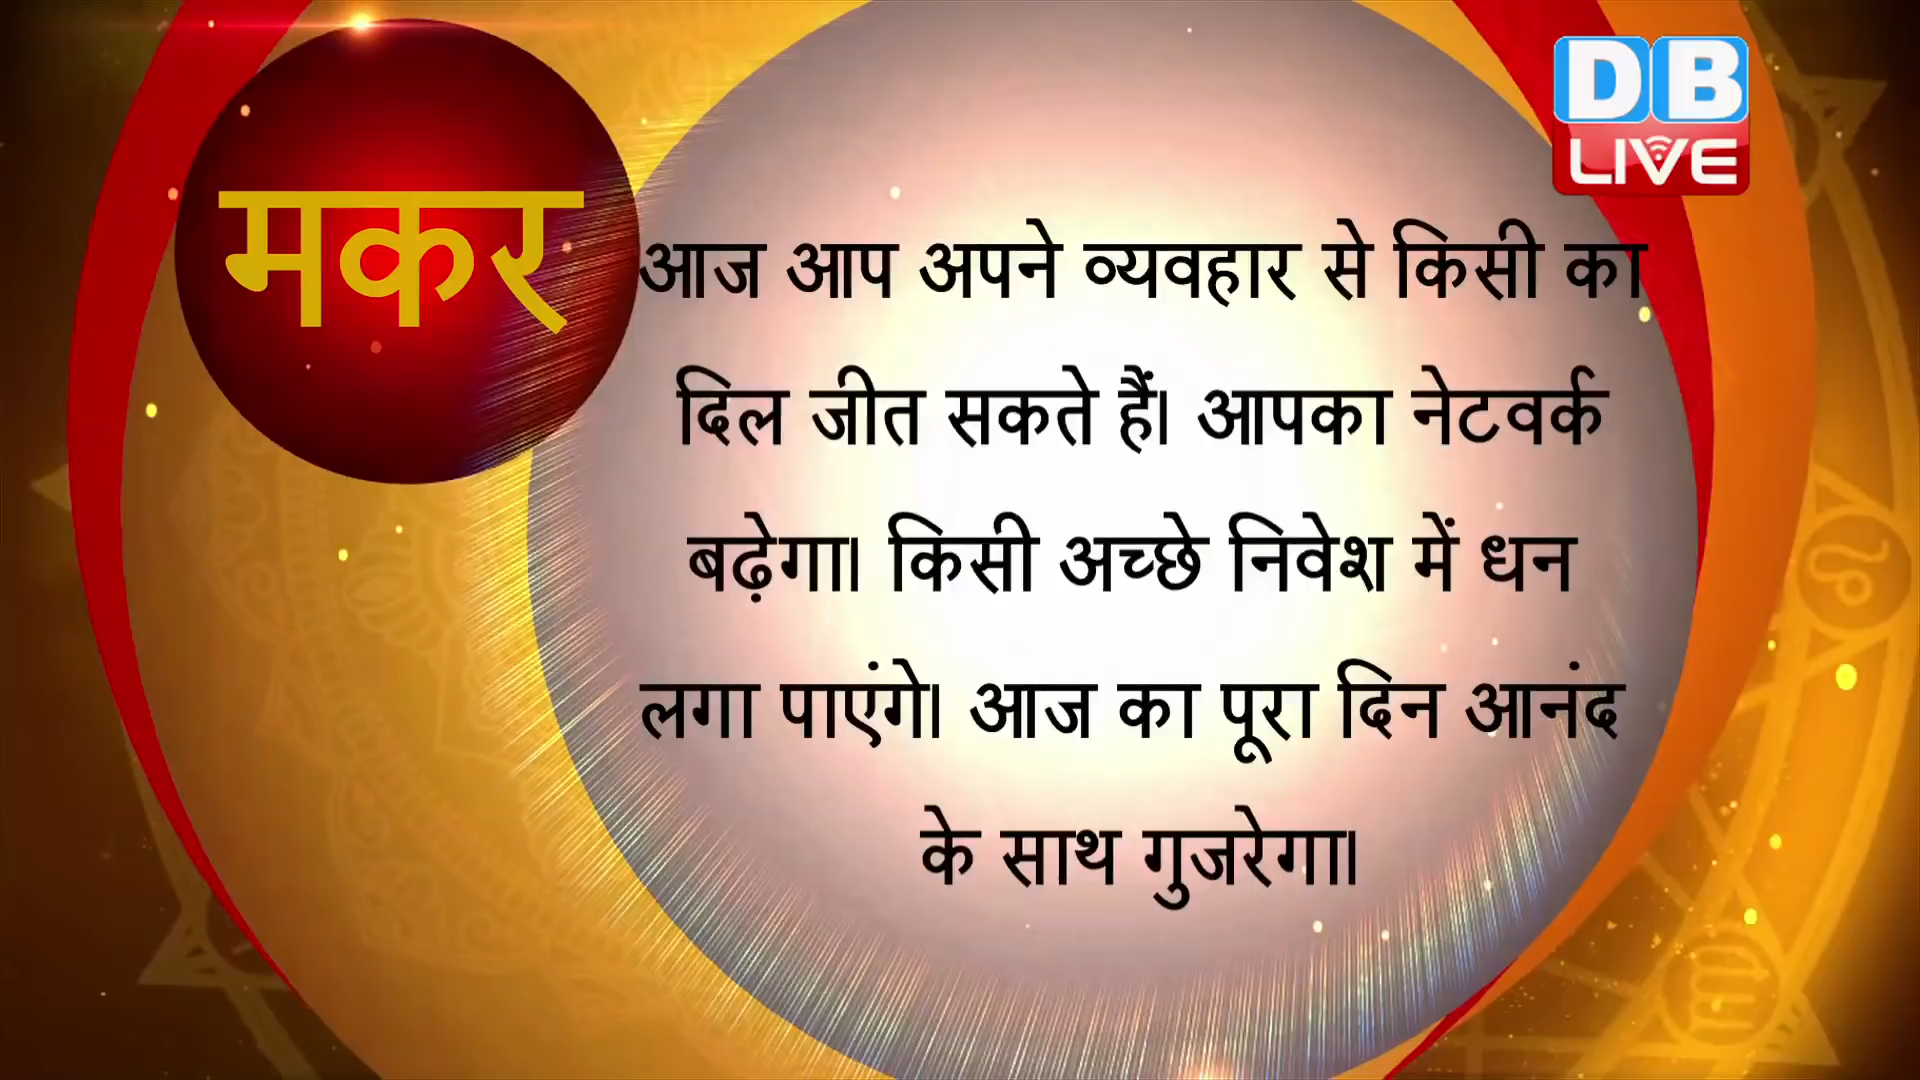 मकर
DB
LIVE
आज आप अपने व्यवहार से किसी का
दिल जीत सकते हैं। आपका नेटवर्क
बढ़ेगा। किसी अच्छे निवेश में धन
लगा पाएंगे। आज का पूरा दिन आनंद
के साथ गुजरेगा।